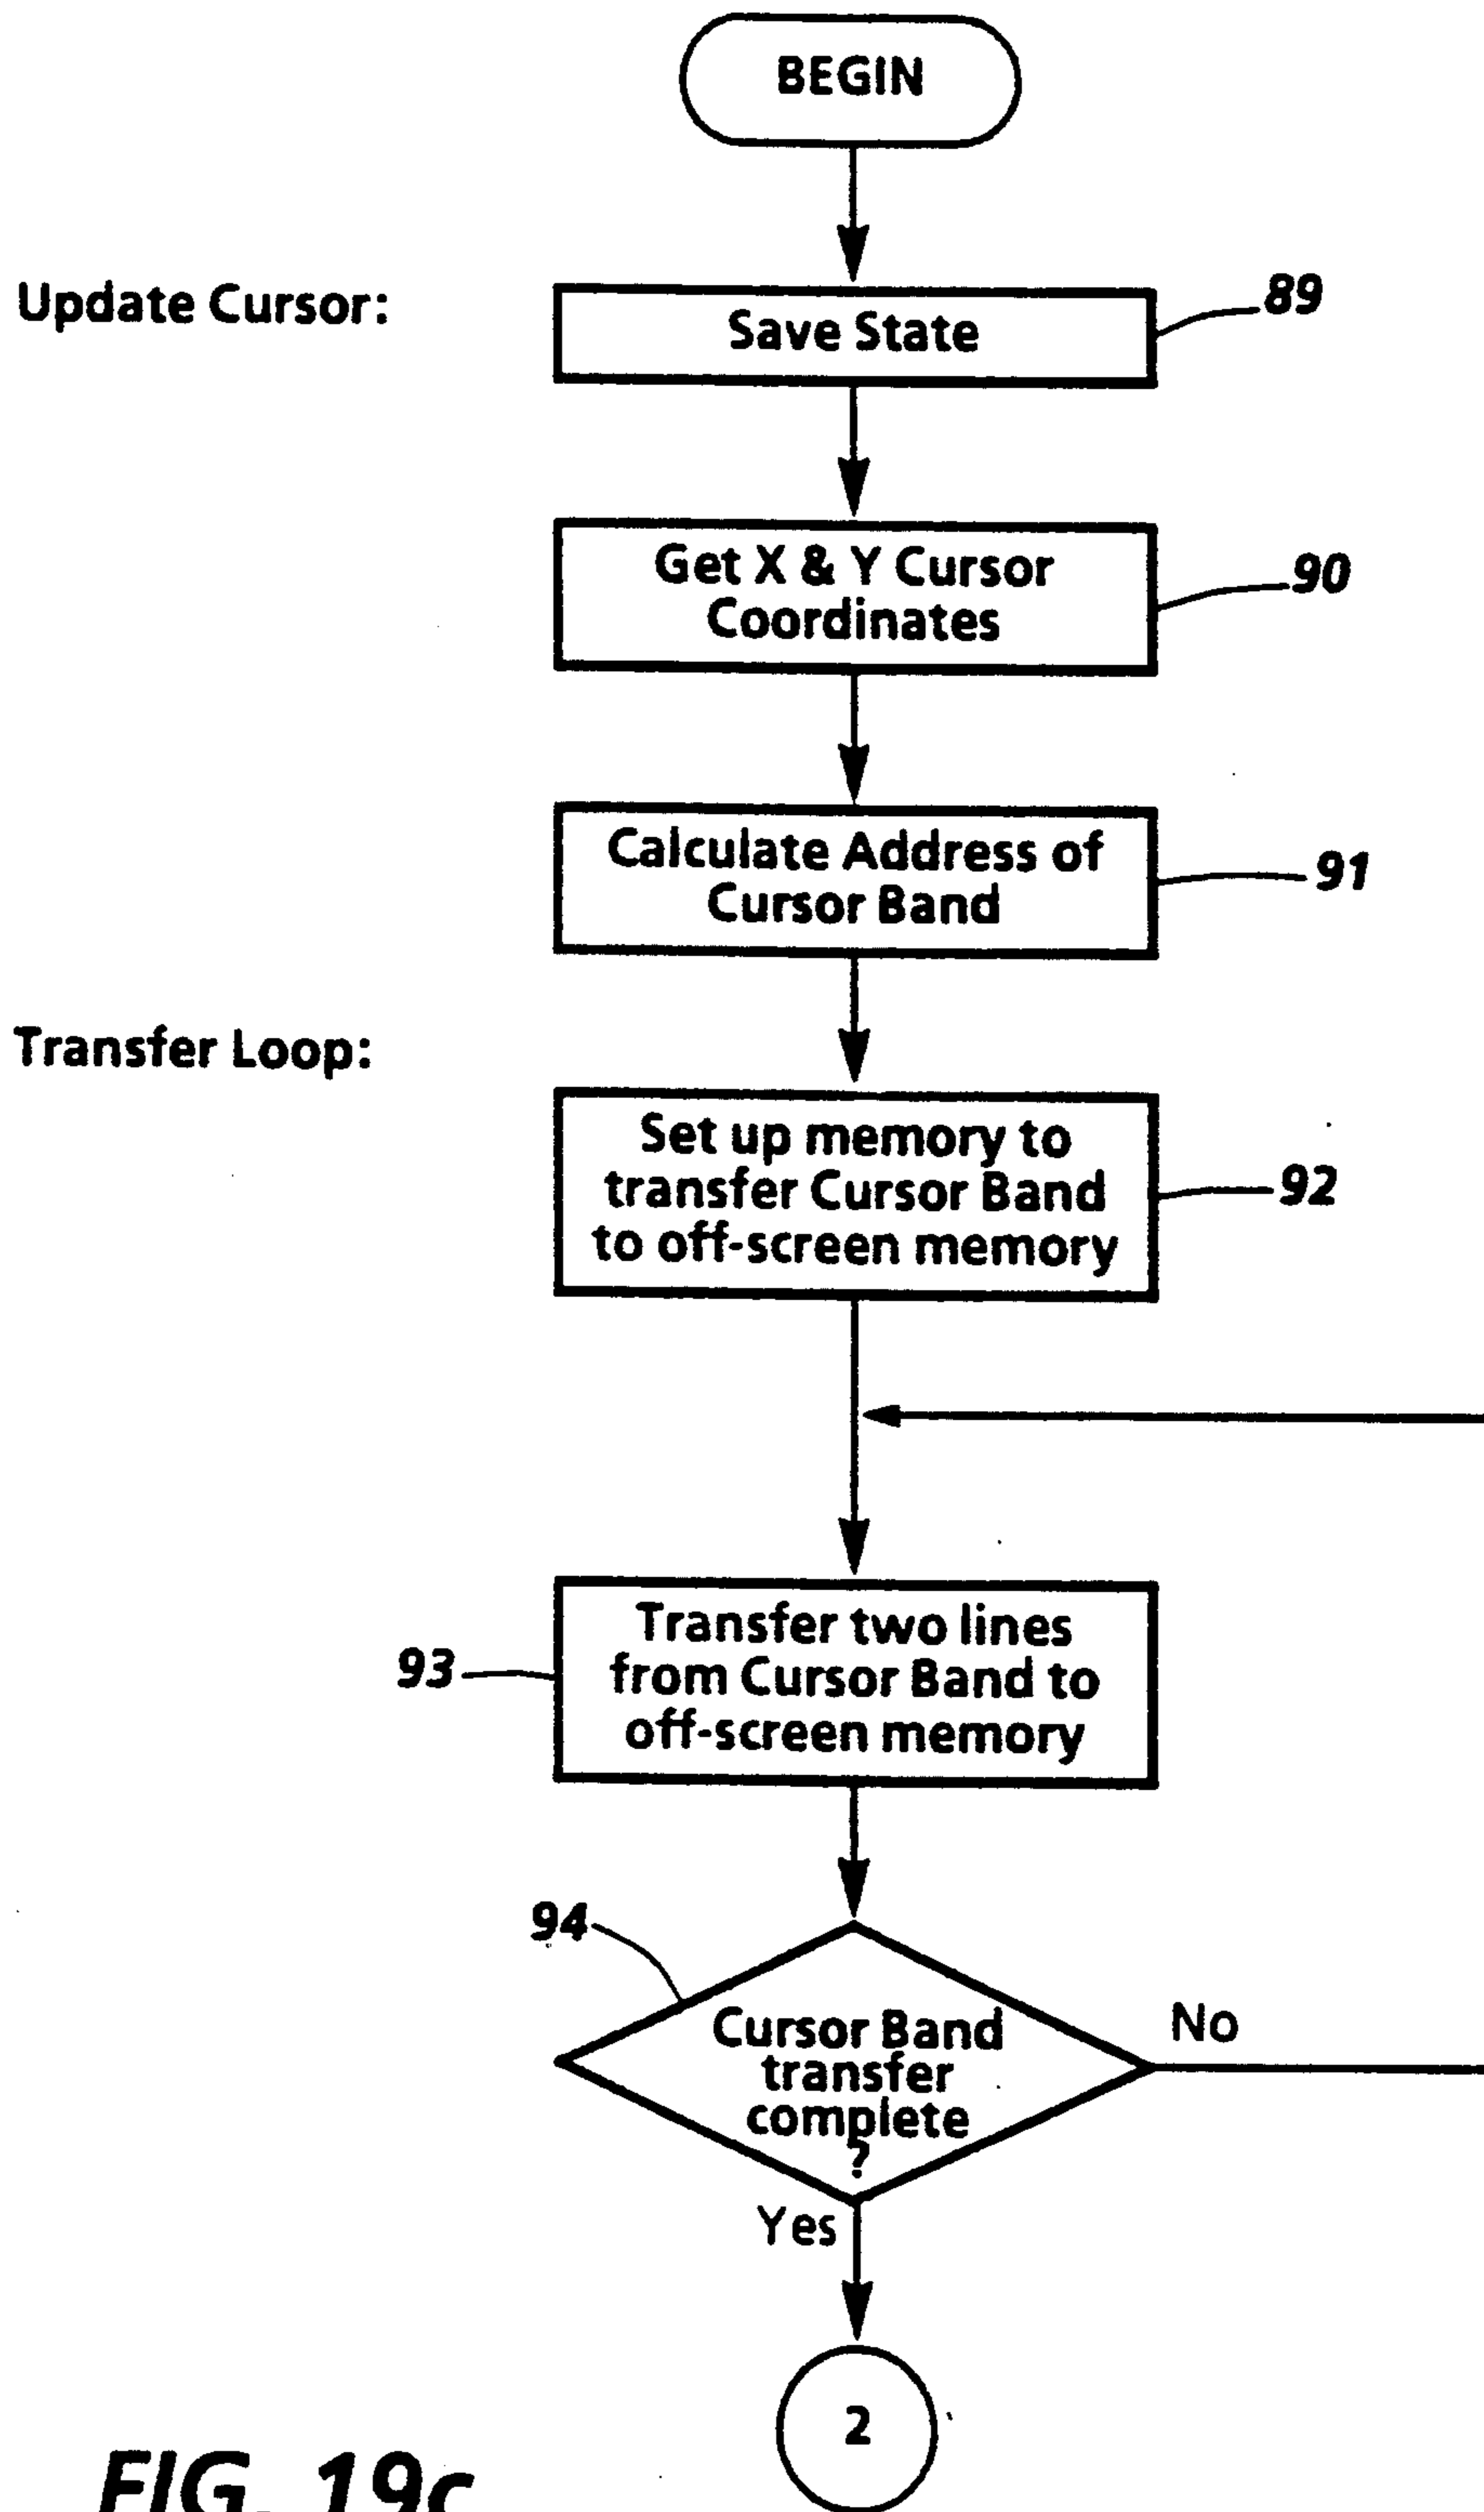 BEGIN
Update Cursor:
Save State
89
Get X & Y Cursor
Coordinates
90
Calculate Address of
Cursor Band
91
Transfer Loop:
Set up memory to
transfer Cursor Band
to off-screen memory
92
Transfer two lines
from Cursor Band to
off-screen memory
93
94
Cursor Band
transfer
complete
?
No
Yes
2
FIG. 19c